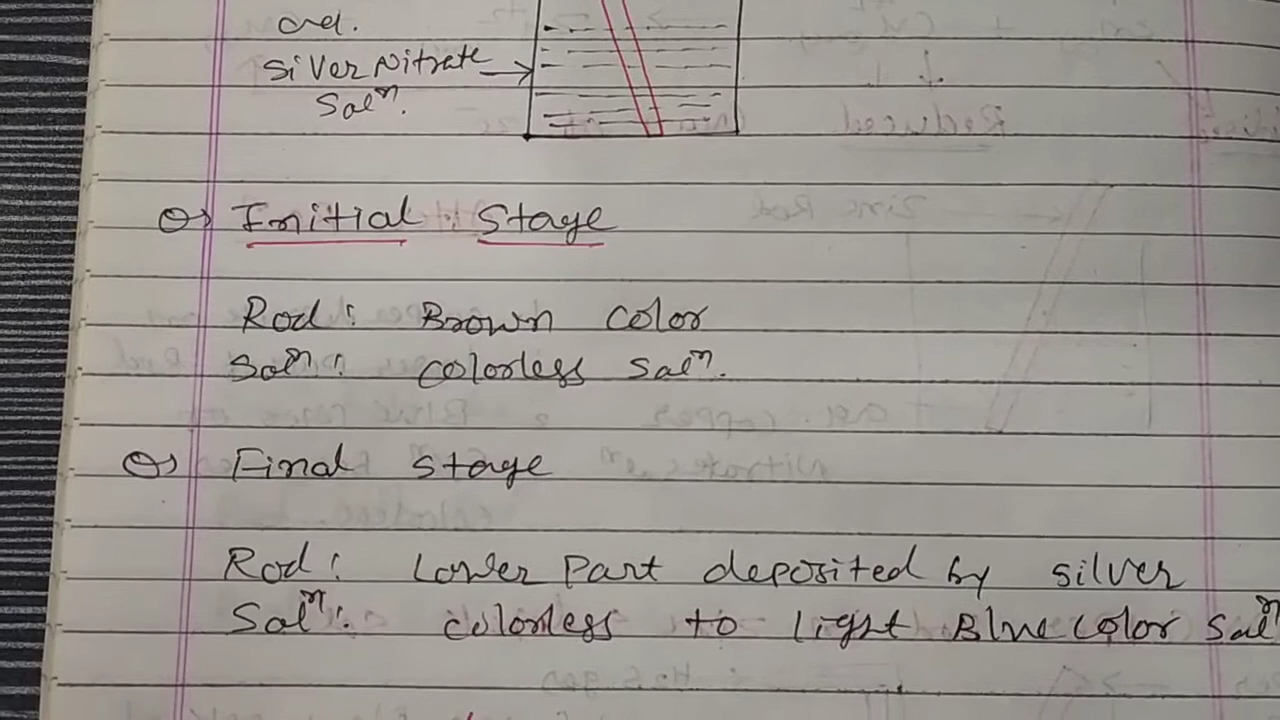 Qel.
Silver Nitrate
Solⁿ.
Initial Stage
Rod: Brown color
Solⁿ: colorless Solⁿ.
Final stage
Rod: Lower Part deposited by silver
Solⁿ: colorless to light Blue color Solⁿ